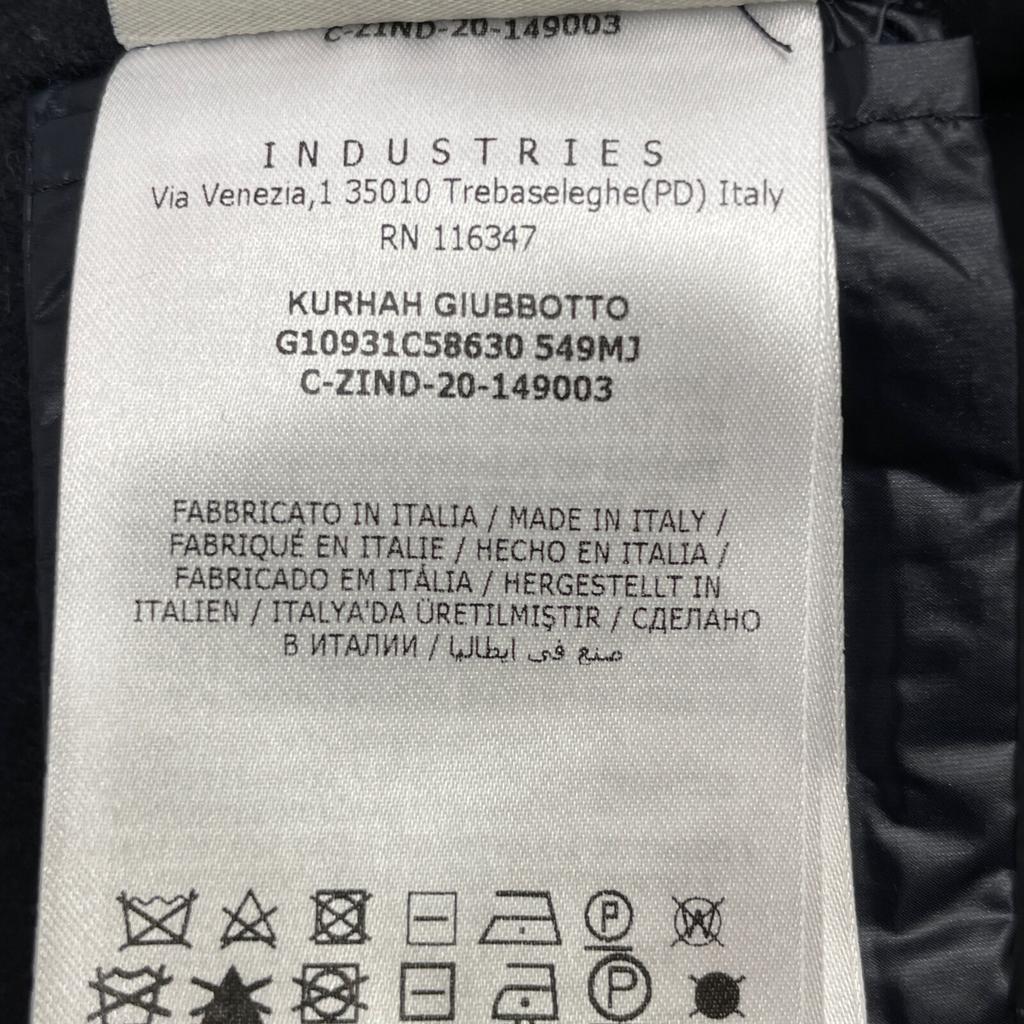 C-ZIND-20-149003
INDUSTRIES
Via Venezia,1 35010 Trebaseleghe(PD) Italy
RN 116347
KURHAH GIUBBOTTO
G10931C58630 549MJ
C-ZIND-20-149003
FABBRICATO IN ITALIA / MADE IN ITALY /
FABRIQUÉ EN ITALIE / HECHO EN ITALIA /
FABRICADO EM ITÁLIA / HERGESTELLT IN
ITALIEN / ITALYA'DA ÜRETILMIŞTIR / СДЕЛАНО
В ИТАЛИИ / صنع في ايطاليا
P W
P